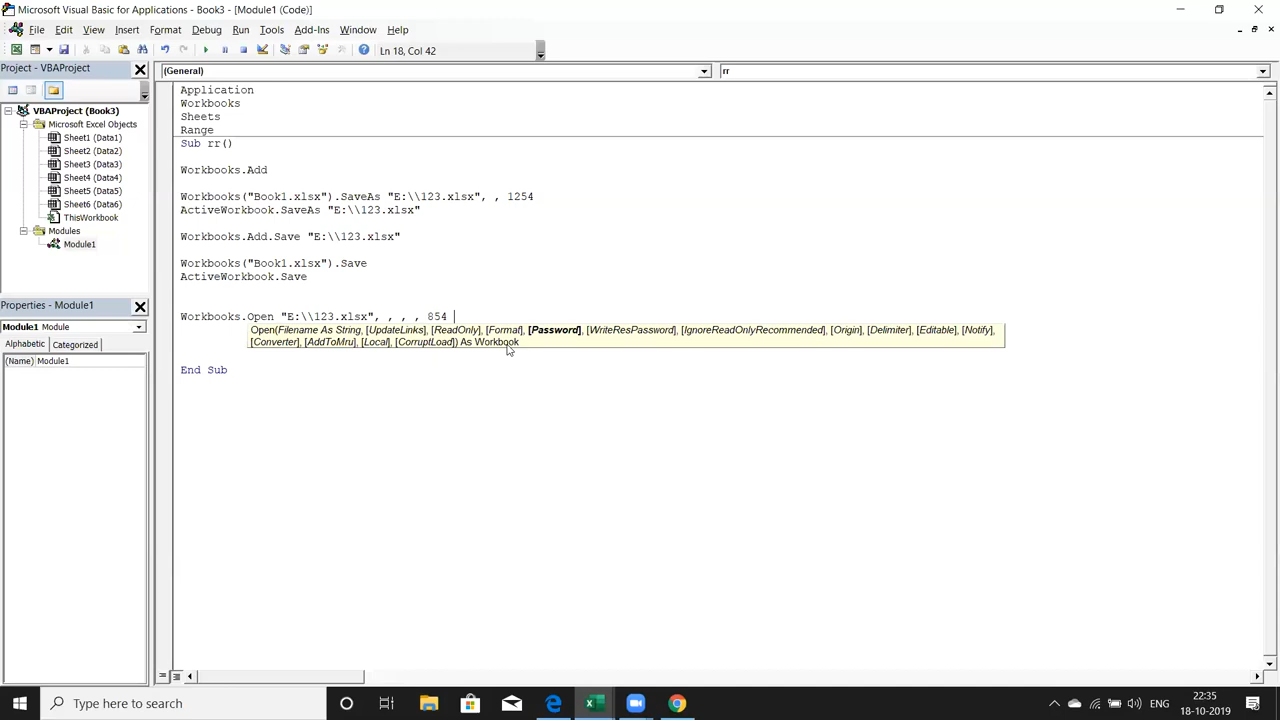 Microsoft Visual Basic for Applications - Book3 - [Module1 (Code)]
File Edit View Insert Format Debug Run Tools Add-Ins Window Help
Ln 18, Col 42
Project - VBAProject
(General)
rr
VBAProject (Book3)
Microsoft Excel Objects
Sheet1 (Data1)
Sheet2 (Data2)
Sheet3 (Data3)
Sheet4 (Data4)
Sheet5 (Data5)
Sheet6 (Data6)
ThisWorkbook
Modules
Module1
Properties - Module1
Module1 Module
Alphabetic Categorized
(Name) Module1
Application
Workbooks
Sheets
Range
Sub rr()
Workbooks.Add
Workbooks("Book1.xlsx").SaveAs "E:\\123.xlsx", , 1254
ActiveWorkbook.SaveAs "E:\\123.xlsx"
Workbooks.Add.Save "E:\\123.xlsx"
Workbooks("Book1.xlsx").Save
ActiveWorkbook.Save
Workbooks.Open "E:\\123.xlsx", , , , 854
Open(Filename As String, [UpdateLinks], [ReadOnly], [Format], [Password], [WriteResPassword], [IgnoreReadOnlyRecommended], [Origin], [Delimiter], [Editable], [Notify],
[Converter], [AddToMru], [Local], [CorruptLoad]) As Workbook
End Sub
Type here to search
ENG
22:35
18-10-2019